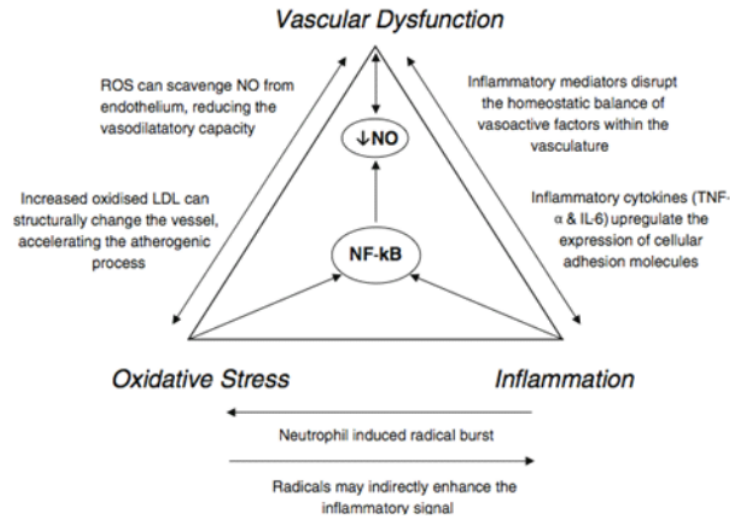 Vascular Dysfunction
ROS can scavenge NO from
endothelium, reducing the
vasodilatatory capacity
Inflammatory mediators disrupt
the homeostatic balance of
vasoactive factors within the
vasculature
↓NO
Increased oxidised LDL can
structurally change the vessel,
accelerating the atherogenic
process
Inflammatory cytokines (TNF-
α & IL-6) upregulate the
expression of cellular
adhesion molecules
NF-kB
Oxidative Stress
Inflammation
Neutrophil induced radical burst
Radicals may indirectly enhance the
inflammatory signal